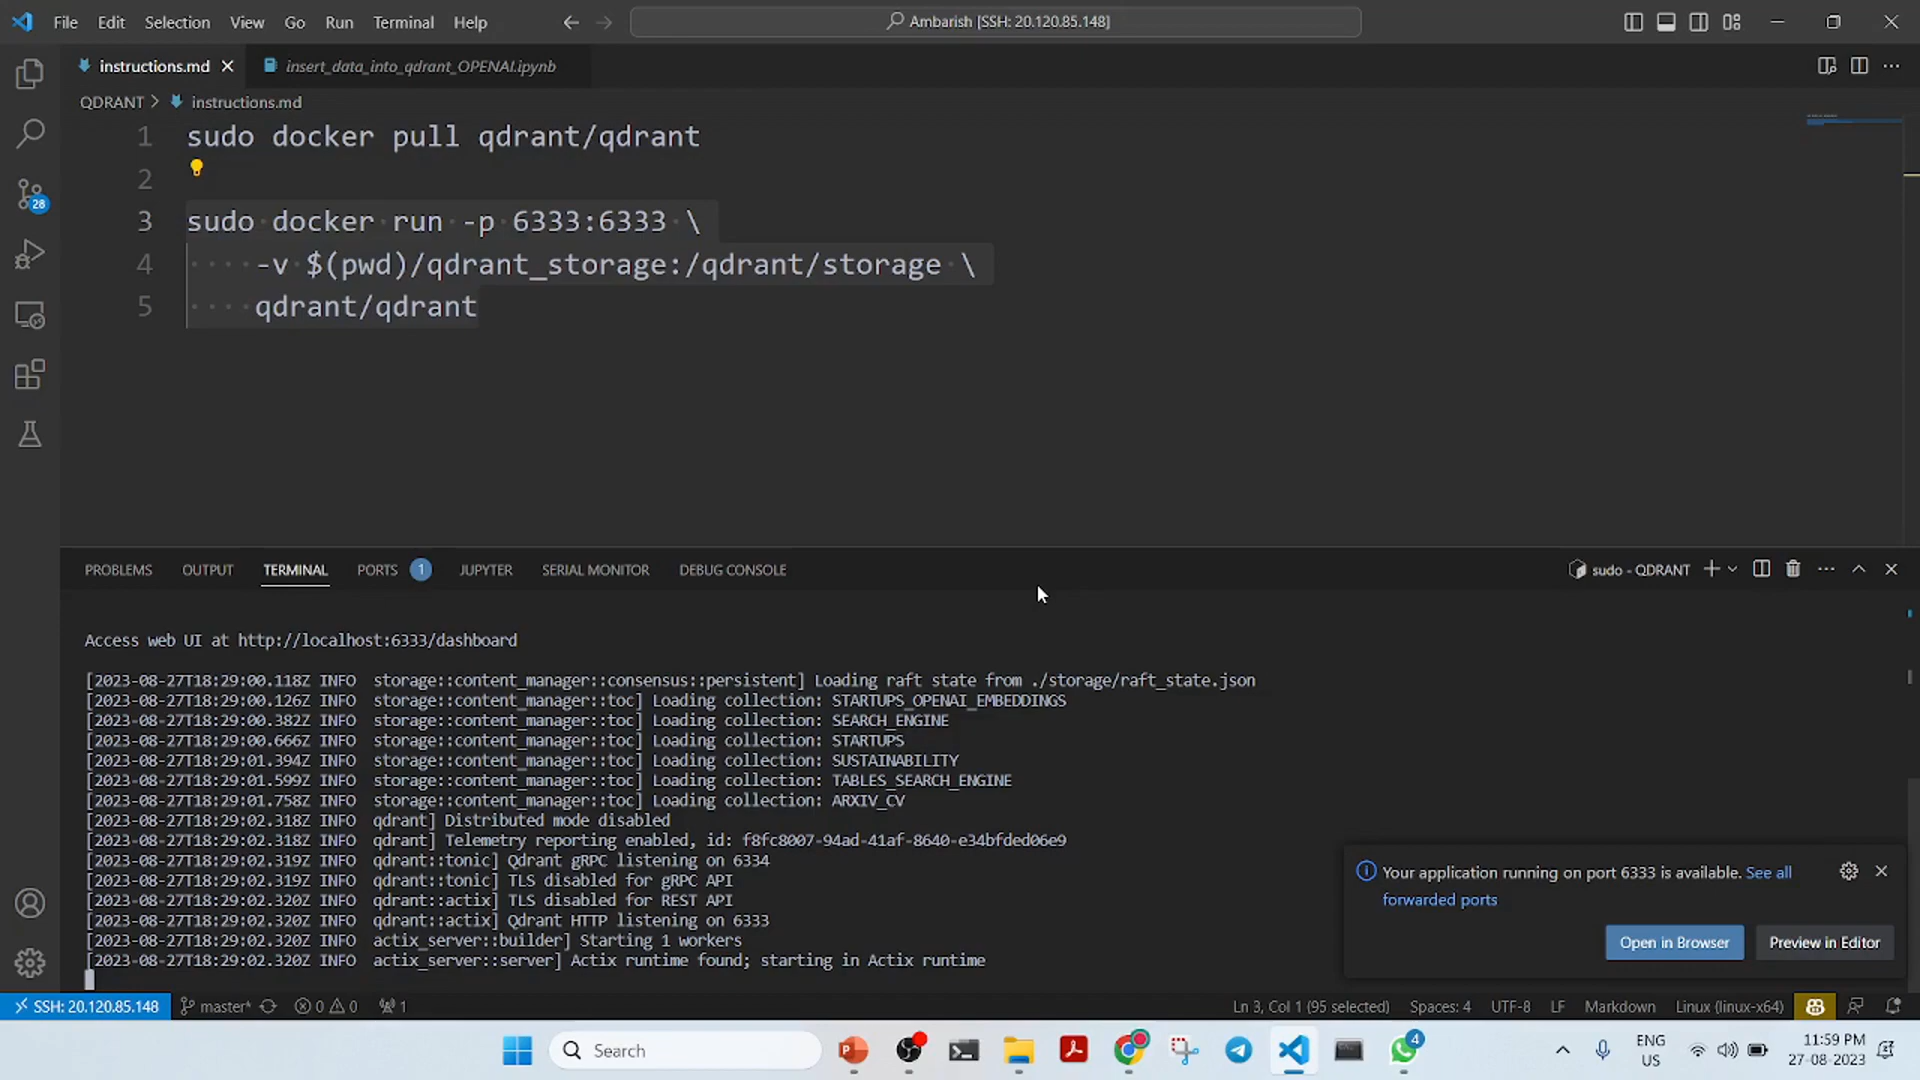 File Edit Selection View Go Run Terminal Help
Ambarish [SSH: 20.120.85.148]
instructions.md
insert_data_into_qdrant_OPENAI.ipynb
QDRANT > instructions.md
1 sudo docker pull qdrant/qdrant
2
3 sudo docker run -p 6333:6333 \
4 -v $(pwd)/qdrant_storage:/qdrant/storage \
5 qdrant/qdrant
28
PROBLEMS OUTPUT TERMINAL PORTS 1 JUPYTER SERIAL MONITOR DEBUG CONSOLE
sudo - QDRANT
Access web UI at http://localhost:6333/dashboard
[2023-08-27T18:29:00.118Z INFO storage::content_manager::consensus::persistent] Loading raft state from ./storage/raft_state.json
[2023-08-27T18:29:00.126Z INFO storage::content_manager::toc] Loading collection: STARTUPS_OPENAI_EMBEDDINGS
[2023-08-27T18:29:00.382Z INFO storage::content_manager::toc] Loading collection: SEARCH_ENGINE
[2023-08-27T18:29:00.666Z INFO storage::content_manager::toc] Loading collection: STARTUPS
[2023-08-27T18:29:01.394Z INFO storage::content_manager::toc] Loading collection: SUSTAINABILITY
[2023-08-27T18:29:01.599Z INFO storage::content_manager::toc] Loading collection: TABLES_SEARCH_ENGINE
[2023-08-27T18:29:01.758Z INFO storage::content_manager::toc] Loading collection: ARXIV_CV
[2023-08-27T18:29:02.318Z INFO qdrant] Distributed mode disabled
[2023-08-27T18:29:02.318Z INFO qdrant] Telemetry reporting enabled, id: f8fc8007-94ad-41af-8640-e34bfded06e9
[2023-08-27T18:29:02.319Z INFO qdrant::tonic] Qdrant gRPC listening on 6334
[2023-08-27T18:29:02.319Z INFO qdrant::tonic] TLS disabled for gRPC API
[2023-08-27T18:29:02.320Z INFO qdrant::actix] TLS disabled for REST API
[2023-08-27T18:29:02.320Z INFO qdrant::actix] Qdrant HTTP listening on 6333
[2023-08-27T18:29:02.320Z INFO actix_server::builder] Starting 1 workers
[2023-08-27T18:29:02.320Z INFO actix_server::server] Actix runtime found; starting in Actix runtime
Your application running on port 6333 is available. See all
forwarded ports
Open in Browser Preview in Editor
SSH: 20.120.85.148 master* 0 0 1 Ln 3, Col 1 (95 selected) Spaces: 4 UTF-8 LF Markdown Linux (linux-x64)
Search
4
ENG
US
11:59 PM
27-08-2023